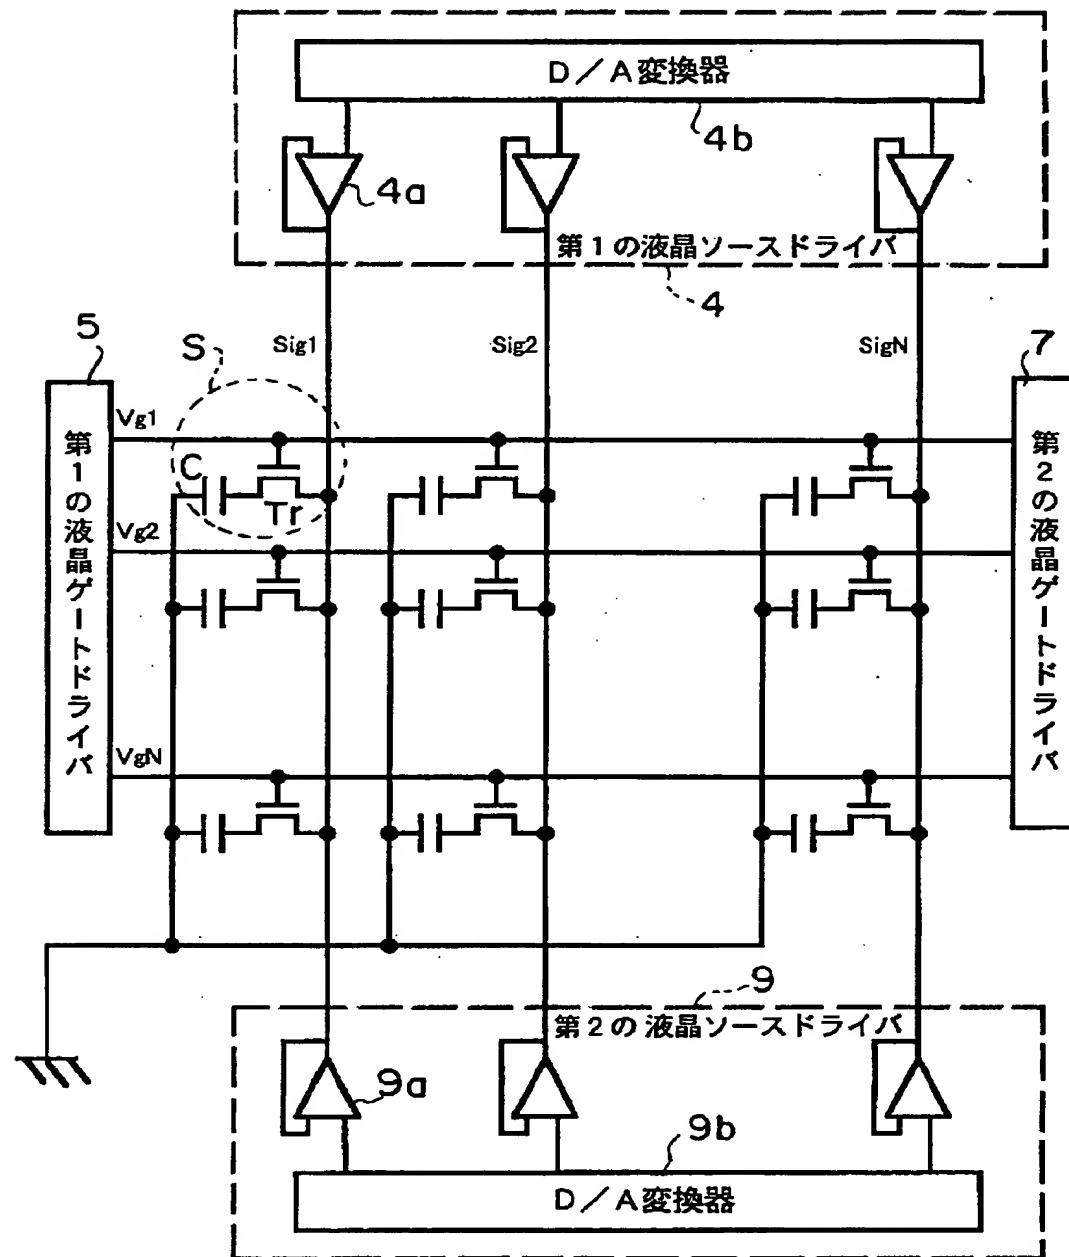 D/A変換器
4b
4a
第1の液晶ソースドライバ
4
5
S
Sig1
Sig2
SigN
7
Vg1
C
Tr
Vg2
VgN
第1の液晶ゲートドライバ
第2の液晶ゲートドライバ
9
第2の液晶ソースドライバ
9a
9b
D/A変換器